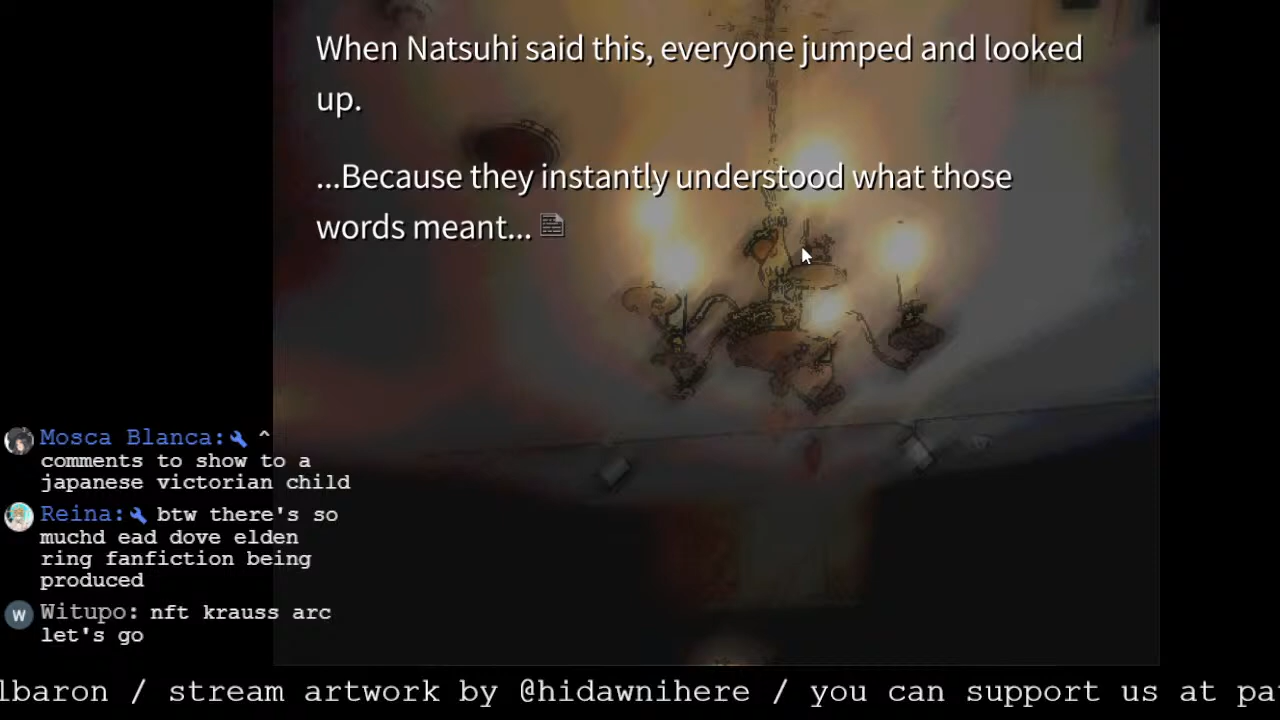 When Natsuhi said this, everyone jumped and looked
up.
...Because they instantly understood what those
words meant...
Mosca Blanca: ^
comments to show to a
japanese victorian child
Reina: btw there's so
muchd ead dove elden
ring fanfiction being
produced
W Witupo: nft krauss arc
let's go
lbaron / stream artwork by @hidawnihere / you can support us at pa